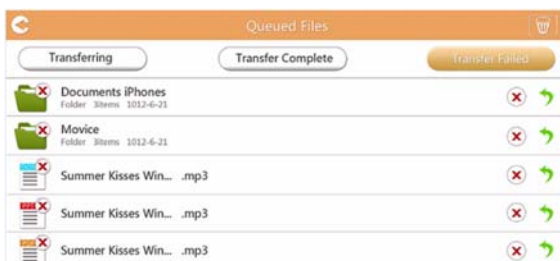 Queued Files
Transferring Transfer Complete Transfer Failed
Documents iPhones
Folder 3items 1012-6-21
Movice
Folder 3items 1012-6-21
Summer Kisses Win... .mp3
Summer Kisses Win... .mp3
Summer Kisses Win... .mp3